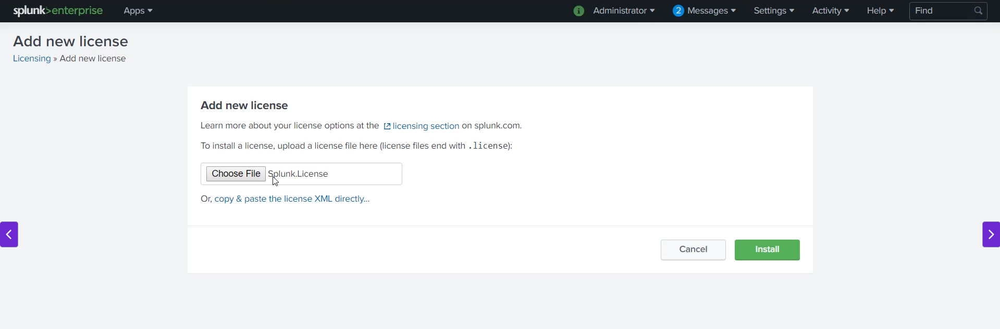 splunk>enterprise Apps i Administrator 2 Messages Settings Activity Help Find
Add new license
Licensing » Add new license
Add new license
Learn more about your license options at the licensing section on splunk.com.
To install a license, upload a license file here (license files end with .license):
Choose File Splunk.License
Or, copy & paste the license XML directly...
Cancel Install